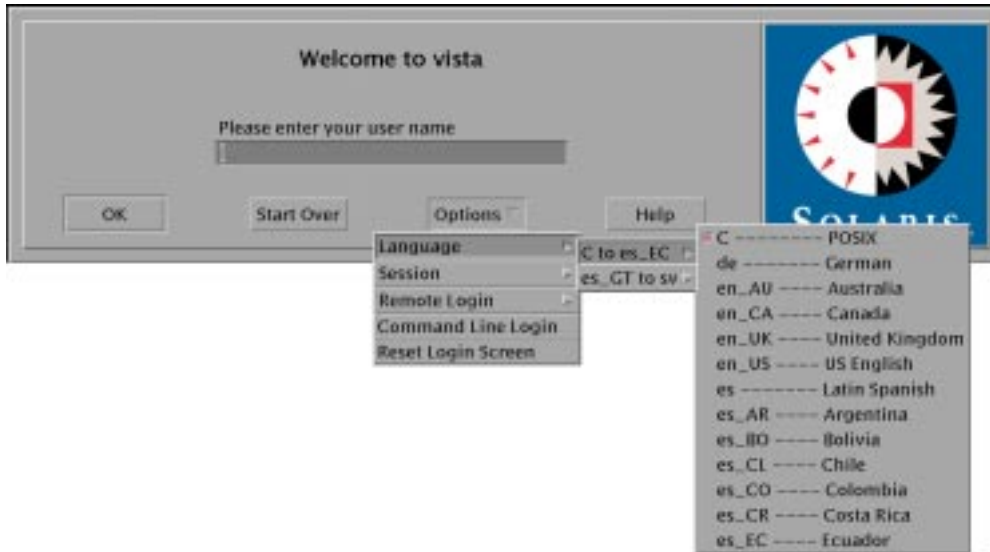 Welcome to vista
Please enter your user name
OK
Start Over
Options
Help
SOLARIS
Language
Session
Remote Login
Command Line Login
Reset Login Screen
C to es_EC
es_GT to sv
C --------- POSIX
de ------- German
en_AU ---- Australia
en_CA ---- Canada
en_UK ---- United Kingdom
en_US ---- US English
es -------- Latin Spanish
es_AR ---- Argentina
es_BO ---- Bolivia
es_CL ---- Chile
es_CO ---- Colombia
es_CR ---- Costa Rica
es_EC ---- Ecuador